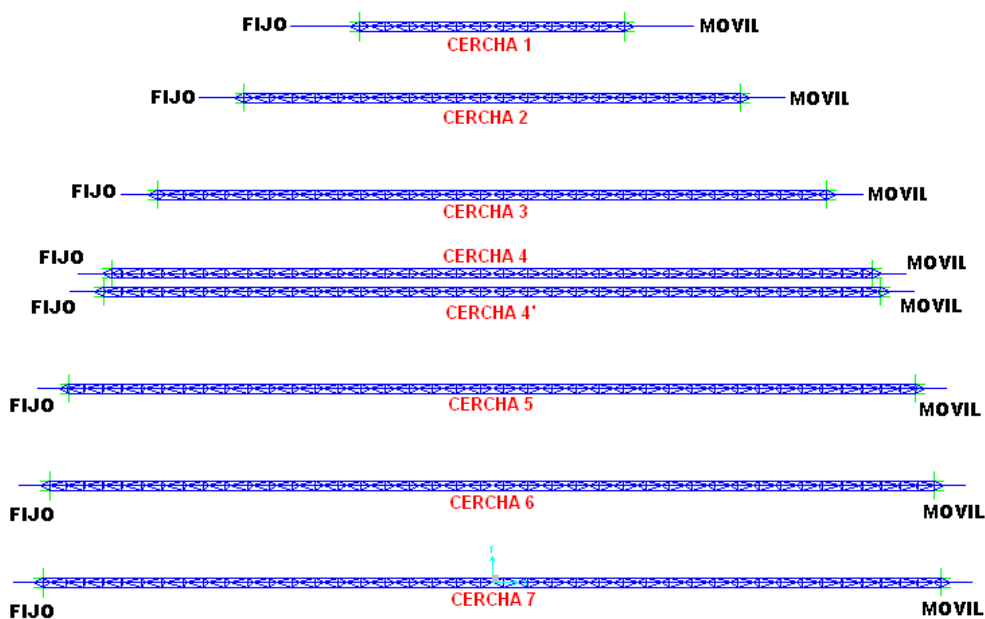 FIJO MOVIL
CERCHA 1
FIJO MOVIL
CERCHA 2
FIJO MOVIL
CERCHA 3
FIJO CERCHA 4 MOVIL
FIJO CERCHA 4' MOVIL
FIJO CERCHA 5 MOVIL
CERCHA 6
FIJO MOVIL
CERCHA 7
FIJO MOVIL
Y